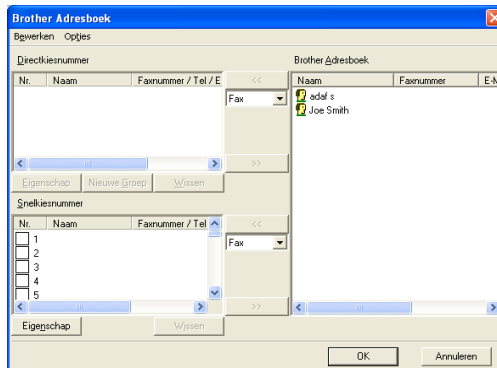 Brother Adresboek
Bewerken Opties
Directkiesnummer
Nr. Naam Faxnummer / Tel / E
<<
Fax
>>
Eigenschap Nieuwe Groep Wissen
Snelkiesnummer
Nr. Naam Faxnummer / Tel
1
2
3
4
5
<<
Fax
>>
Eigenschap Wissen
Brother Adresboek
Naam Faxnummer E-M
adaf s
Joe Smith
OK Annuleren